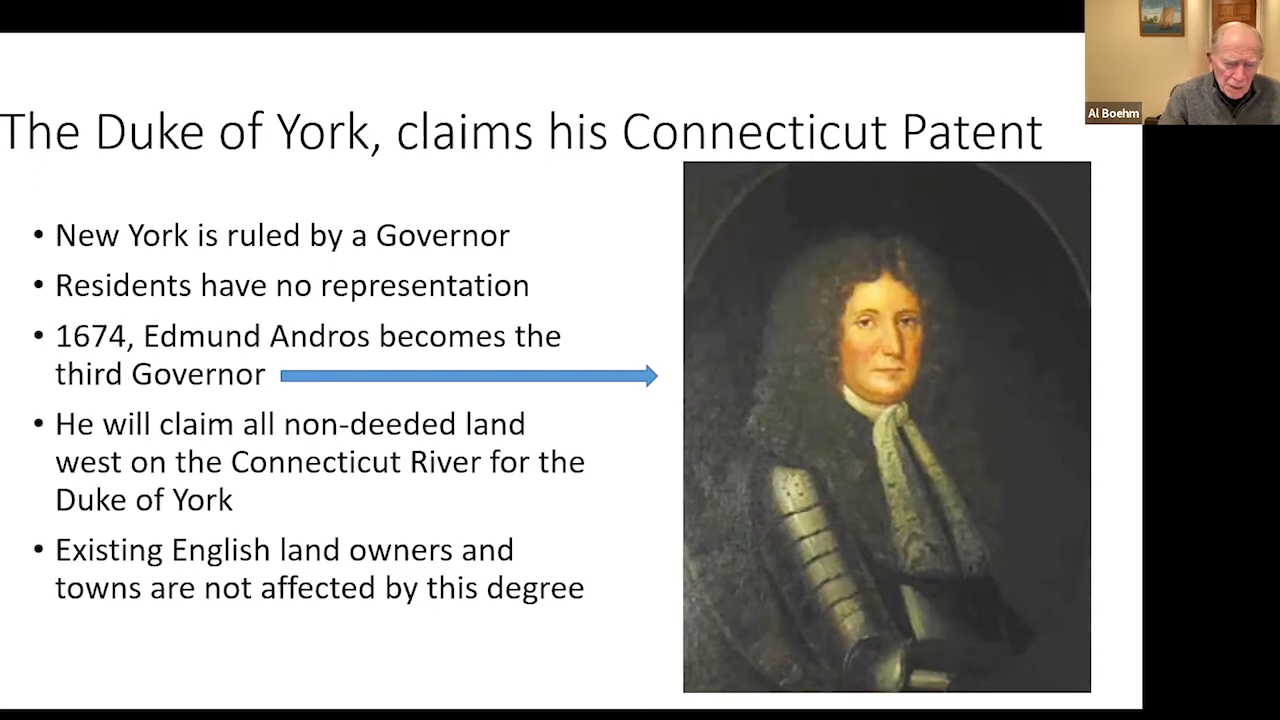 Al Boehm
The Duke of York, claims his Connecticut Patent
• New York is ruled by a Governor
• Residents have no representation
• 1674, Edmund Andros becomes the
third Governor
• He will claim all non-deeded land
west on the Connecticut River for the
Duke of York
• Existing English land owners and
towns are not affected by this degree